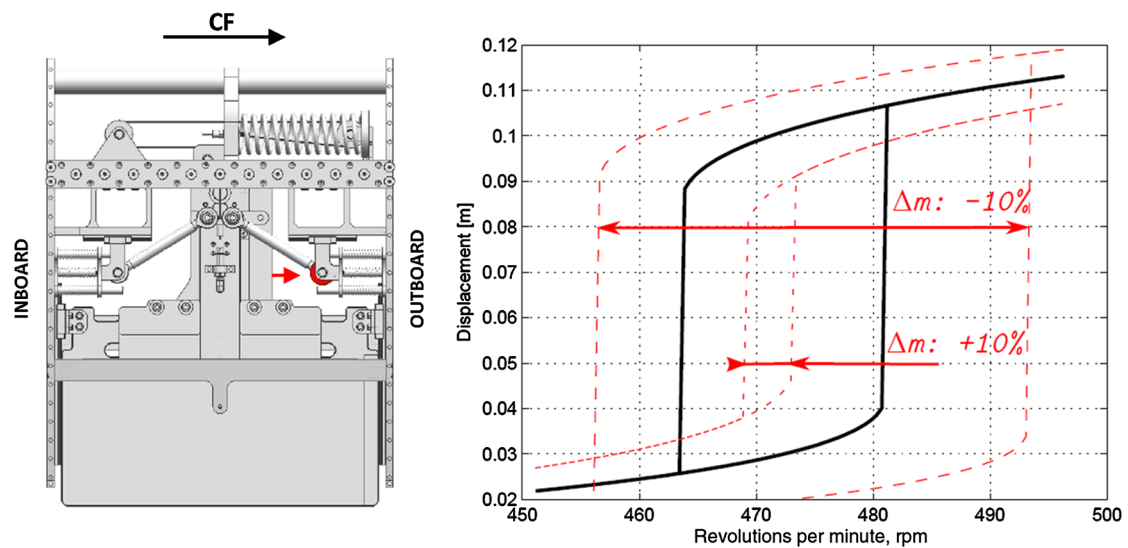 CF
INBOARD
OUTBOARD
Displacement [m]
0.12
0.11
0.1
0.09
0.08
0.07
0.06
0.05
0.04
0.03
0.02
Δm: -10%
Δm: +10%
450
460
470
480
490
500
Revolutions per minute, rpm